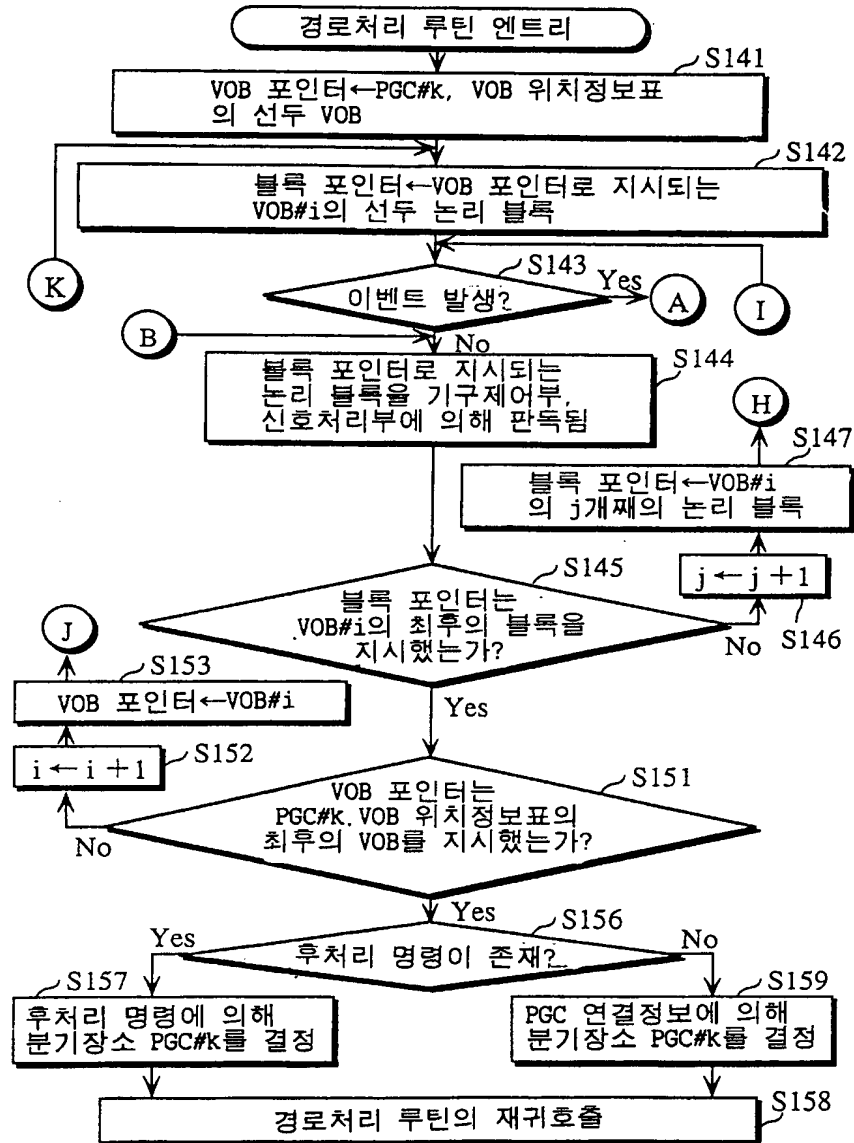 경로처리 루틴 엔트리
S141
VOB 포인터←PGC#k, VOB 위치정보표
의 선두 VOB
S142
블록 포인터←VOB 포인터로 지시되는
VOB#i의 선두 논리 블록
S143
이벤트 발생?
Yes
A
I
K
B
No
S144
블록 포인터로 지시되는
논리 블록을 기구제어부,
신호처리부에 의해 판독됨
H
S147
블록 포인터←VOB#i
의 j개째의 논리 블록
j←j+1
S146
S145
블록 포인터는
VOB#i의 최후의 블록을
지시했는가?
No
Yes
J
S153
VOB 포인터←VOB#i
i←i+1
S152
S151
VOB 포인터는
PGC#k.VOB 위치정보표의
최후의 VOB를 지시했는가?
No
Yes
S156
후처리 명령이 존재?
Yes
No
S157
후처리 명령에 의해
분기장소 PGC#k를 결정
S159
PGC 연결정보에 의해
분기장소 PGC#k를 결정
S158
경로처리 루틴의 재귀호출